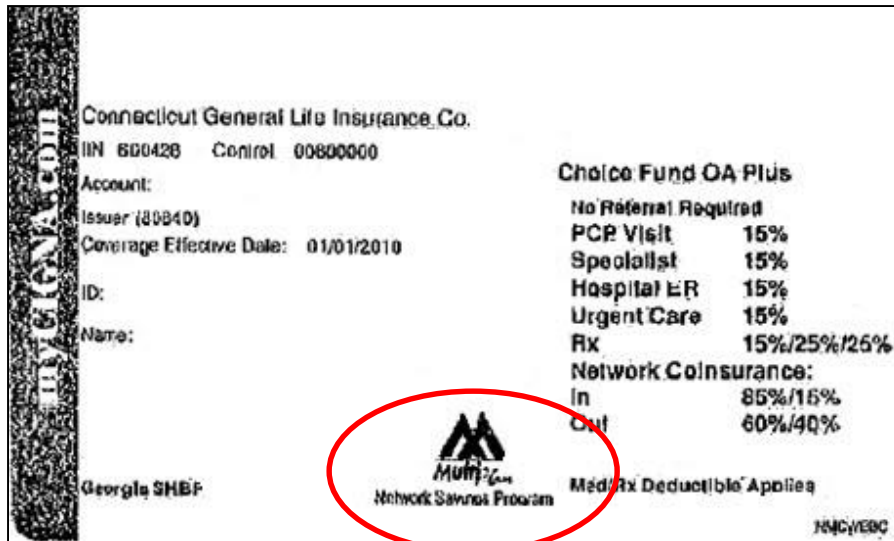 myCIGNA.com
Connecticut General Life Insurance Co.
IIN 600428 Control 00600000
Account:
Issuer (80840)
Coverage Effective Date: 01/01/2010
ID:
Name:
Georgia SHBP
MultiPlan
Network Savings Program
Choice Fund OA Plus
No Referral Required
PCP Visit 15%
Specialist 15%
Hospital ER 15%
Urgent Care 15%
Rx 15%/25%/25%
Network Coinsurance:
In 85%/15%
Out 60%/40%
Med/Rx Deductible Applies